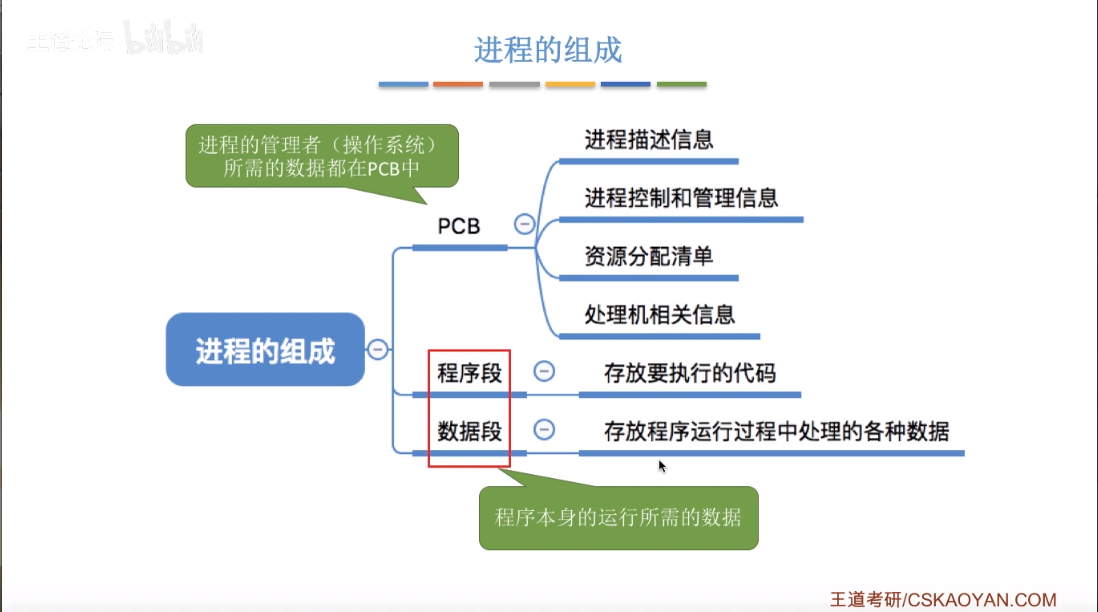 王道考研 bilibili
进程的组成
进程的管理者（操作系统）
所需的数据都在PCB中
进程描述信息
进程控制和管理信息
PCB
资源分配清单
处理机相关信息
进程的组成
程序段
存放要执行的代码
数据段
存放程序运行过程中处理的各种数据
程序本身的运行所需的数据
王道考研/CSKAOYAN.COM